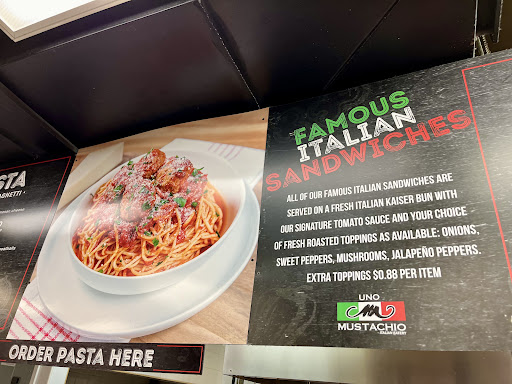 STA
FAMOUS
ITALIAN
SANDWICHES
ALL OF OUR FAMOUS ITALIAN SANDWICHES ARE
SERVED ON A FRESH ITALIAN KAISER BUN WITH
OUR SIGNATURE TOMATO SAUCE AND YOUR CHOICE
OF FRESH ROASTED TOPPINGS AS AVAILABLE: ONIONS,
SWEET PEPPERS, MUSHROOMS, JALAPEÑO PEPPERS.
EXTRA TOPPINGS $0.88 PER ITEM
UNO
MUSTACHIO
ITALIAN EATERY
ORDER PASTA HERE